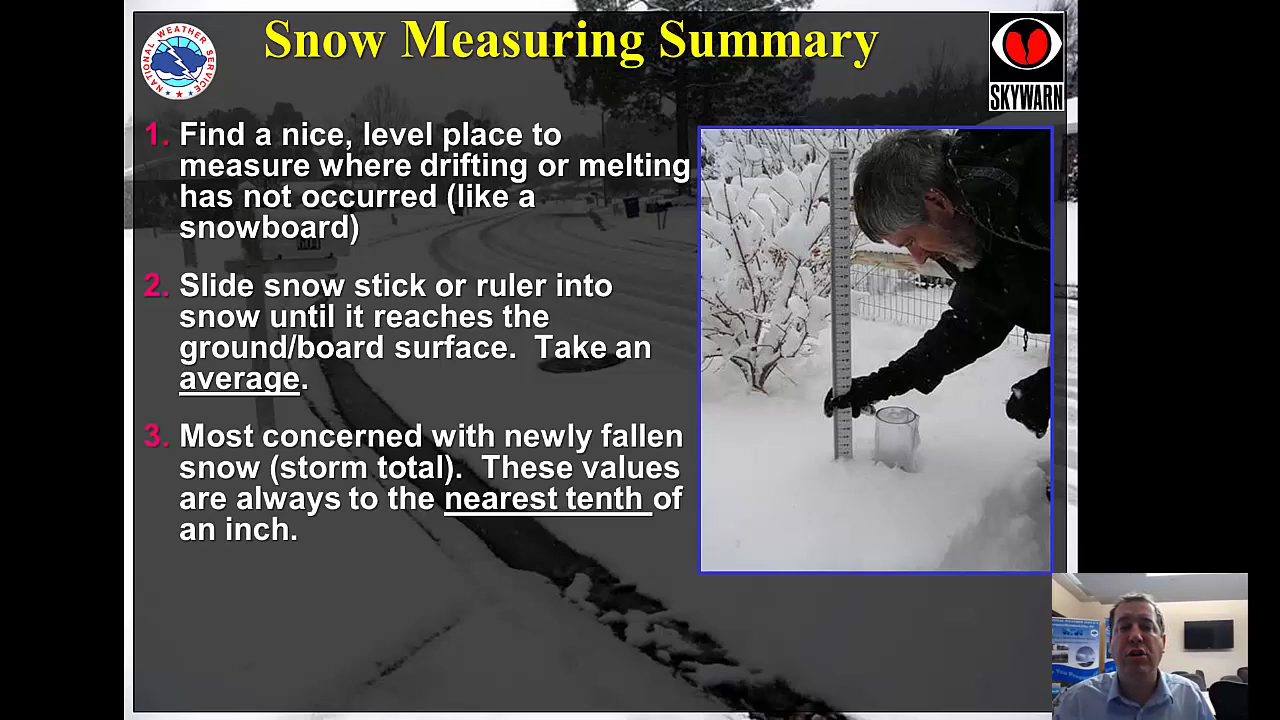 Snow Measuring Summary
NATIONAL WEATHER SERVICE
SKYWARN
1. Find a nice, level place to
measure where drifting or melting
has not occurred (like a
snowboard)
2. Slide snow stick or ruler into
snow until it reaches the
ground/board surface. Take an
average.
3. Most concerned with newly fallen
snow (storm total). These values
are always to the nearest tenth of
an inch.